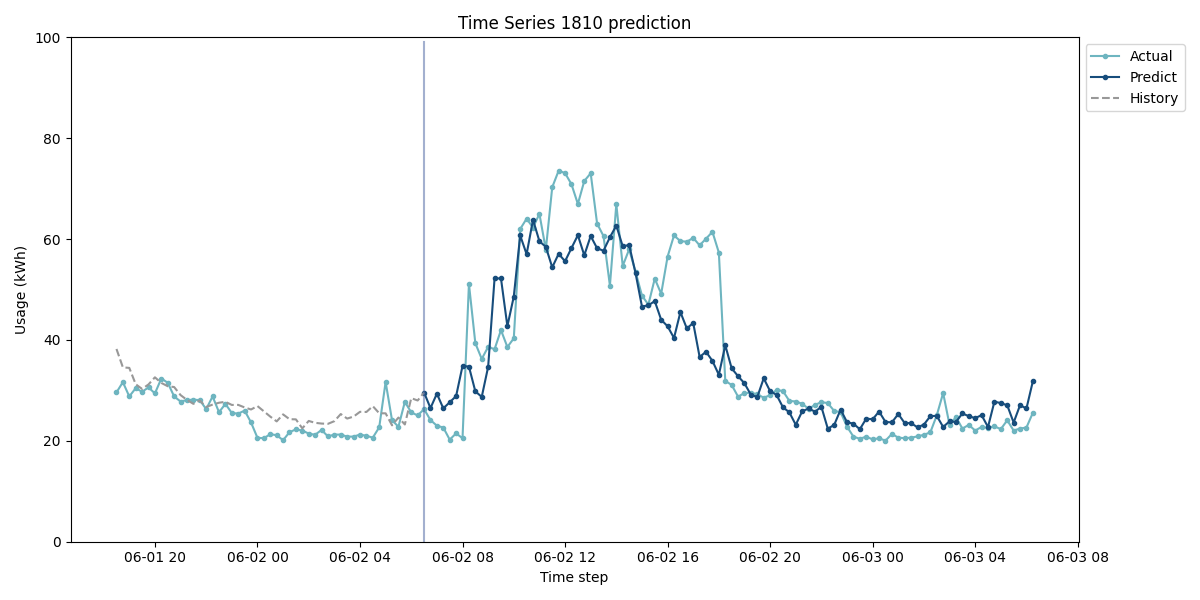 Time Series 1810 prediction
100
80
60
40
20
0
Usage (kWh)
06-01 20
06-02 00
06-02 04
06-02 08
06-02 12
06-02 16
06-02 20
06-03 00
06-03 04
06-03 08
Time step
Actual
Predict
History